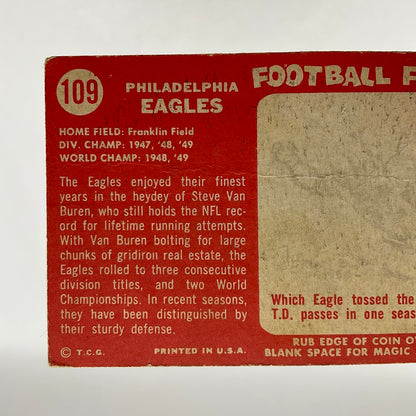 109
PHILADELPHIA
EAGLES
FOOTBALL F
HOME FIELD: Franklin Field
DIV. CHAMP: 1947, '48, '49
WORLD CHAMP: 1948, '49
The Eagles enjoyed their finest
years in the heydey of Steve Van
Buren, who still holds the NFL rec-
ord for lifetime running attempts.
With Van Buren bolting for large
chunks of gridiron real estate, the
Eagles rolled to three consecutive
division titles, and two World
Championships. In recent seasons,
they have been distinguished by
their sturdy defense.
© T.C.G.
PRINTED IN U.S.A.
Which Eagle tossed the
T.D. passes in one seas
RUB EDGE OF COIN O
BLANK SPACE FOR MAGIC